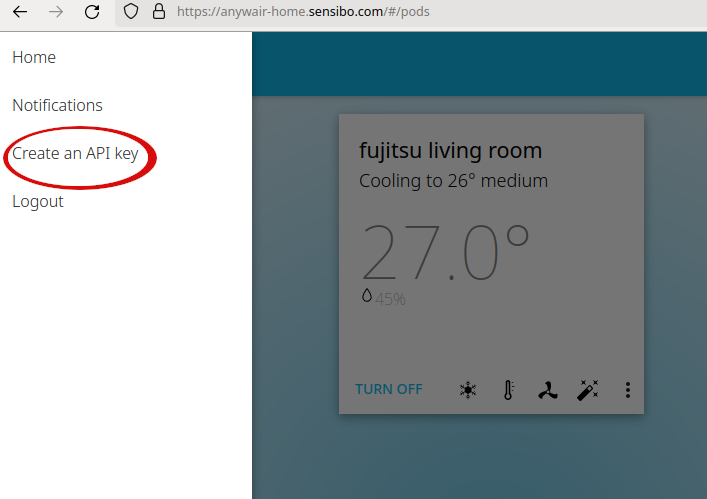 https://anywair-home.sensibo.com/#/pods
Home
Notifications
Create an API key
Logout
fujitsu living room
Cooling to 26° medium
27.0°
45%
TURN OFF